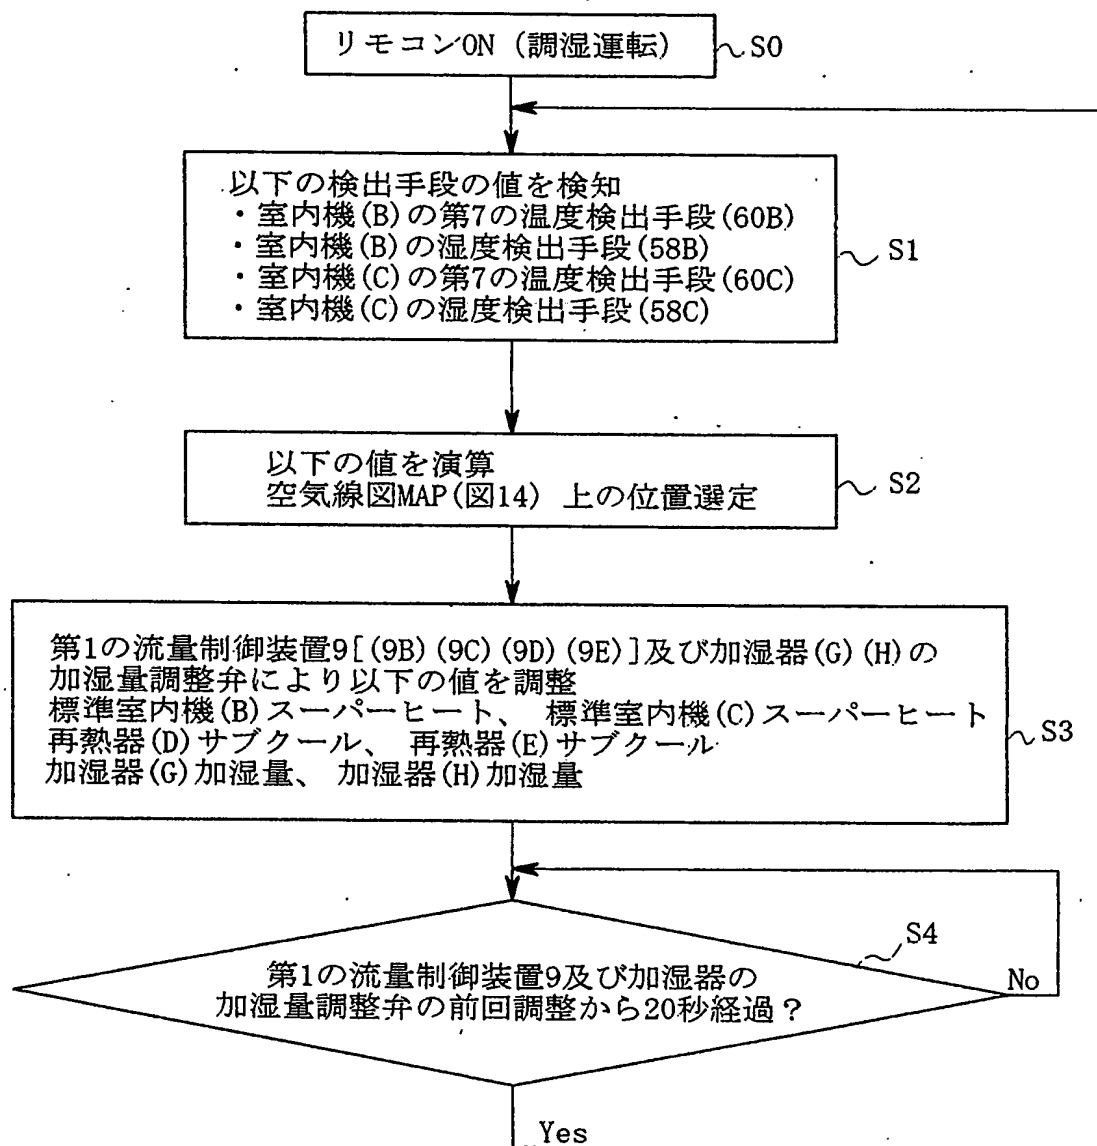 リモコンON (調湿運転)
S0
以下の検出手段の値を検知
・室内機(B)の第7の温度検出手段(60B)
・室内機(B)の湿度検出手段(58B)
・室内機(C)の第7の温度検出手段(60C)
・室内機(C)の湿度検出手段(58C)
S1
以下の値を演算
空気線図MAP(図14) 上の位置選定
S2
第1の流量制御装置9[(9B)(9C)(9D)(9E)]及び加湿器(G)(H)の
加湿量調整弁により以下の値を調整
標準室内機(B)スーパーヒート、 標準室内機(C)スーパーヒート
再熱器(D)サブクール、 再熱器(E)サブクール
加湿器(G)加湿量、 加湿器(H)加湿量
S3
S4
第1の流量制御装置9及び加湿器の
加湿量調整弁の前回調整から20秒経過？
No
Yes